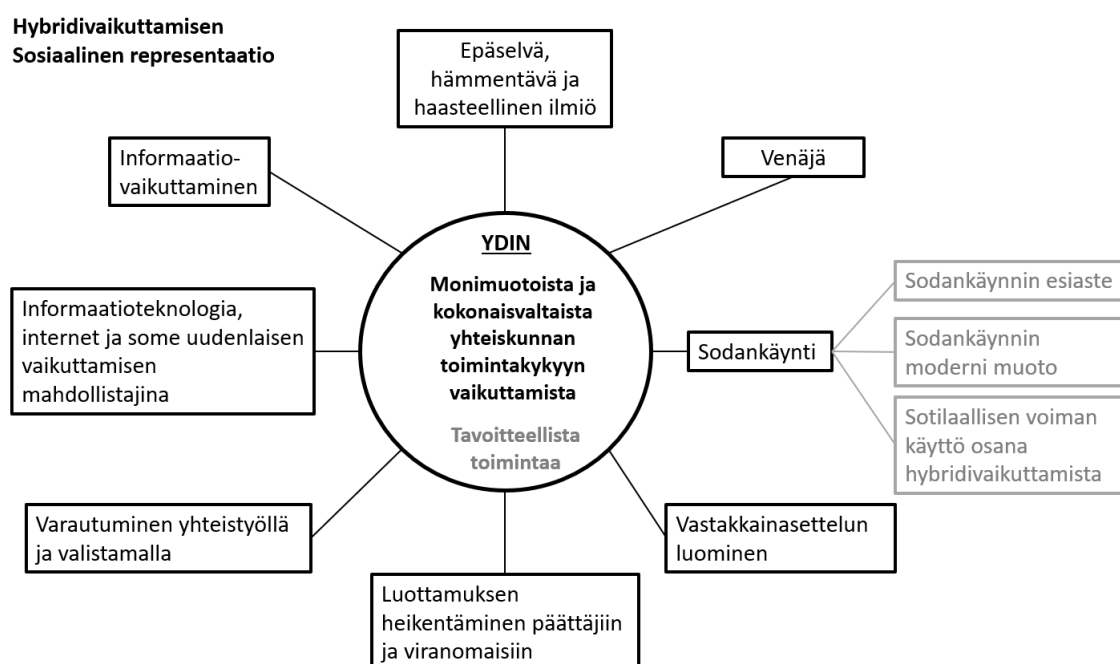 Hybridivaikuttamisen
Sosiaalinen representaatio
Epäselvä,
hämmentävä ja
haasteellinen ilmiö
Informaatio-
vaikuttaminen
Venäjä
YDIN
Monimuotoista ja
kokonaisvaltaista
yhteiskunnan
toimintakykyyn
vaikuttamista
Tavoitteellista
toimintaa
Informaatioteknologia,
internet ja some uudenlaisen
vaikuttamisen
mahdollistajina
Sodankäynti
Sodankäynnin esiaste
Sodankäynnin
moderni muoto
Sotilaallisen voiman
käyttö osana
hybridivaikuttamista
Varautuminen yhteistyöllä
ja valistamalla
Vastakkainasettelun
luominen
Luottamuksen
heikentäminen päättäjiin
ja viranomaisiin